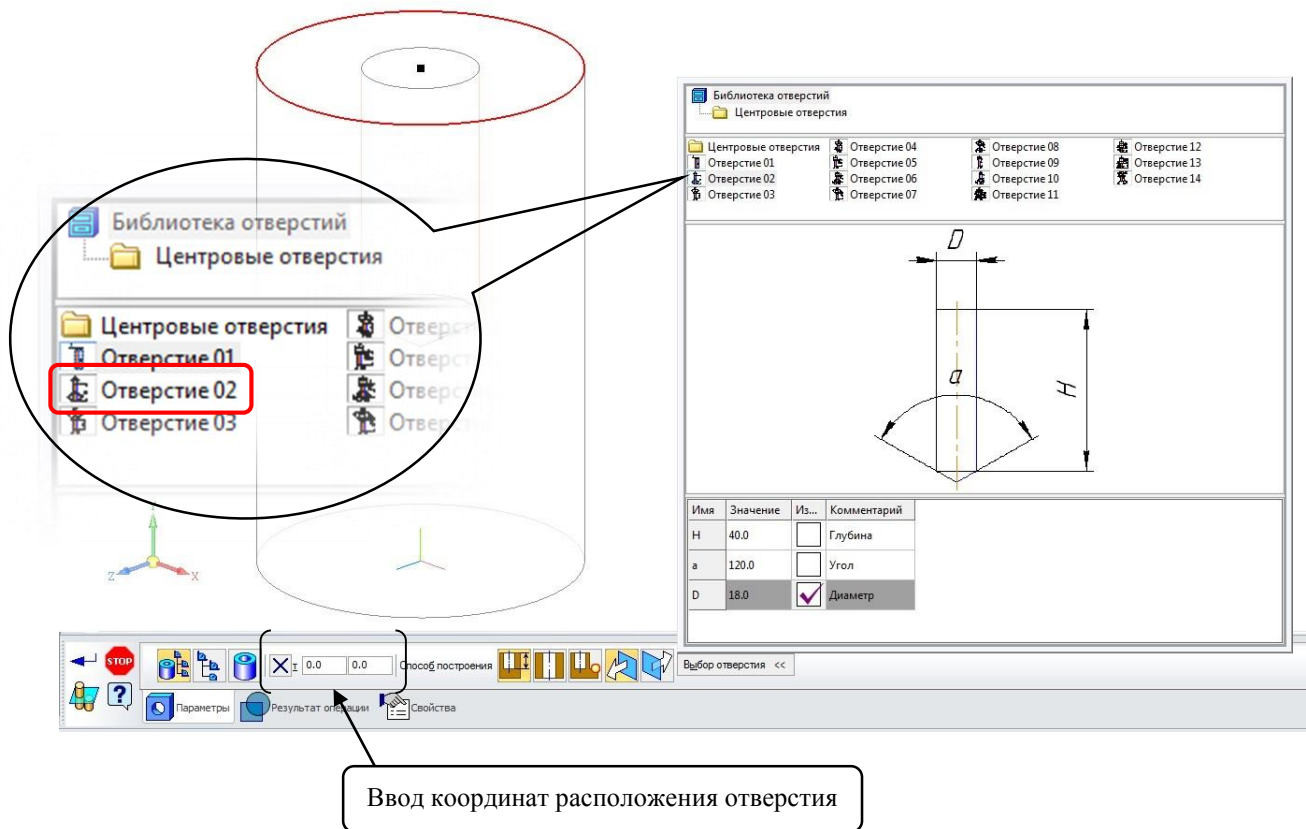 Библиотека отверстий
Центровые отверстия
Центровые отверстия
Отверстие 01
Отверстие 02
Отверстие 03
Отверстие 04
Отверстие 05
Отверстие 06
Отверстие 07
Отверстие 08
Отверстие 09
Отверстие 10
Отверстие 11
Отверстие 12
Отверстие 13
Отверстие 14
Библиотека отверстий
Центровые отверстия
Центровые отверстия
Отверстие 01
Отверстие 02
Отверстие 03
D
a
H
Z
X
Имя Значение Из... Комментарий
H 40.0 Глубина
a 120.0 Угол
D 18.0 Диаметр
STOP
т 0.0 0.0 Способ построения
Выбор отверстия <<
?
Параметры Результат операции Свойства
Ввод координат расположения отверстия